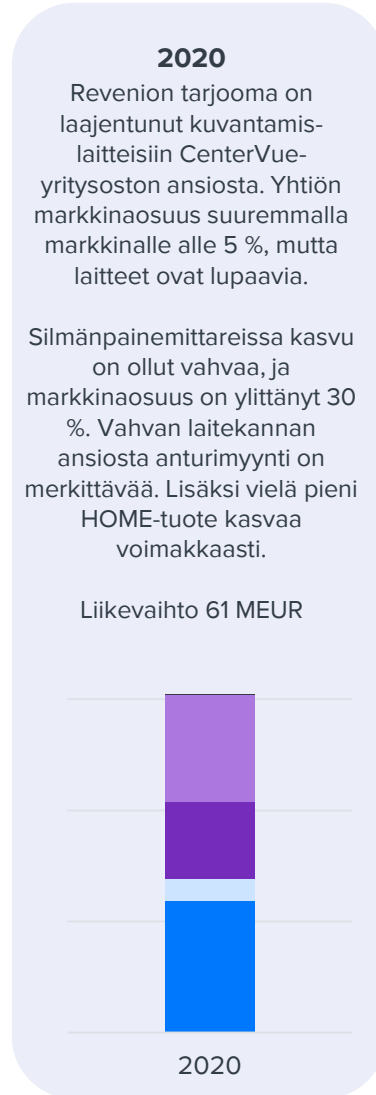 2020
Revenion tarjooma on
laajentunut kuvantamis-
laitteisiin CenterVue-
yritysoston ansiosta. Yhtiön
markkinaosuus suuremmalla
markkinalle alle 5 %, mutta
laitteet ovat lupaavia.
Silmänpainemittareissa kasvu
on ollut vahvaa, ja
markkinaosuus on ylittänyt 30
%. Vahvan laitekannan
ansiosta anturimyynti on
merkittävää. Lisäksi vielä pieni
HOME-tuote kasvaa
voimakkaasti.
Liikevaihto 61 MEUR
2020